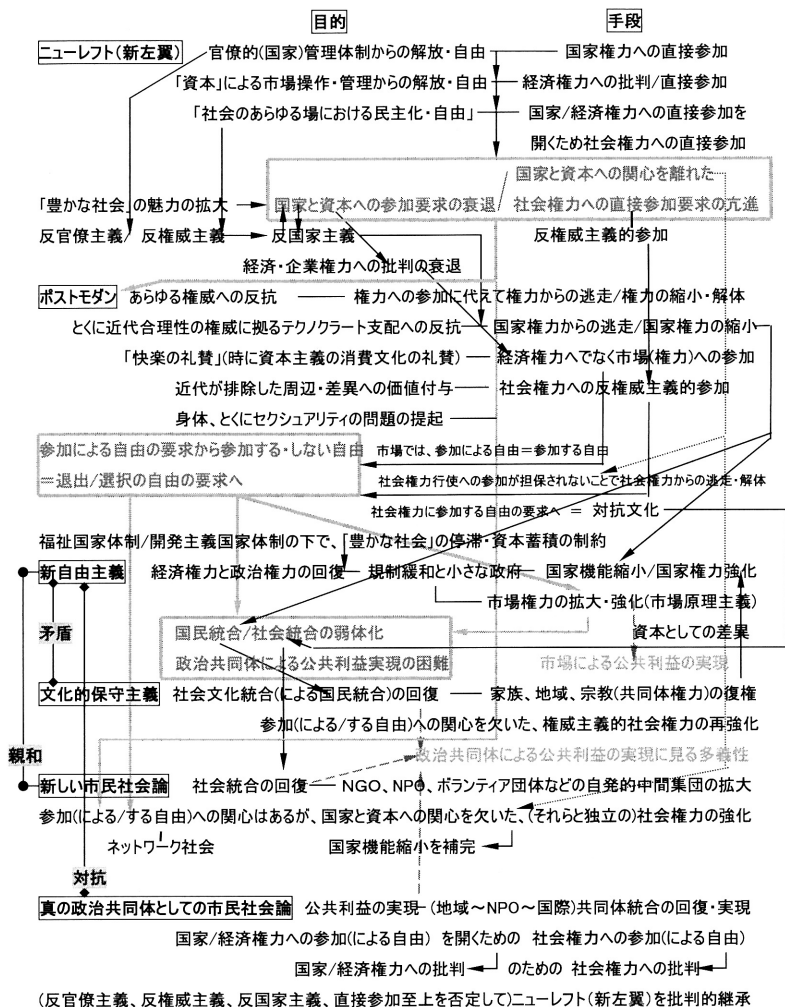 目的 手段
ニューレフト(新左翼) 官僚的(国家)管理体制からの解放・自由 国家権力への直接参加
「資本」による市場操作・管理からの解放・自由 経済権力への批判/直接参加
「社会のあらゆる場における民主化・自由」 国家/経済権力への直接参加を
開くため社会権力への直接参加
国家と資本への関心を離れた
「豊かな社会」の魅力の拡大 国家と資本への参加要求の衰退 / 社会権力への直接参加要求の亢進
反官僚主義/ 反権威主義 反国家主義 反権威主義的参加
経済・企業権力への批判の衰退
ポストモダン あらゆる権威への反抗 権力への参加に代えて権力からの逃走/権力の縮小・解体
とくに近代合理性の権威に拠るテクノクラート支配への反抗 国家権力からの逃走/国家権力の縮小
「快楽の礼賛」(時に資本主義の消費文化の礼賛) 経済権力へでなく市場(権力)への参加
近代が排除した周辺・差異への価値付与 社会権力への反権威主義的参加
身体、とくにセクシュアリティの問題の提起
参加による自由の要求から参加する・しない自由 市場では、参加による自由=参加する自由
=退出/選択の自由の要求へ 社会権力行使への参加が担保されないことで社会権力からの逃走・解体
社会権力に参加する自由の要求へ = 対抗文化
福祉国家体制/開発主義国家体制の下で、「豊かな社会」の停滞・資本蓄積の制約
新自由主義 経済権力と政治権力の回復 規制緩和と小さな政府 国家機能縮小/国家権力強化
市場権力の拡大・強化(市場原理主義)
矛盾 国民統合/社会統合の弱体化 資本としての差異
政治共同体による公共利益実現の困難 市場による公共利益の実現
文化的保守主義 社会文化統合(による国民統合)の回復 家族、地域、宗教(共同体権力)の復権
参加(による/する自由)への関心を欠いた、権威主義的社会権力の再強化
親和 政治共同体による公共利益の実現に見る多義性
新しい市民社会論 社会統合の回復 NGO、NPO、ボランティア団体などの自発的中間集団の拡大
参加(による/する自由)への関心はあるが、国家と資本への関心を欠いた、(それらと独立の)社会権力の強化
ネットワーク社会 国家機能縮小を補完
対抗
真の政治共同体としての市民社会論 公共利益の実現 (地域～NPO～国際)共同体統合の回復・実現
国家/経済権力への参加(による自由) を開くための 社会権力への参加(による自由)
国家/経済権力への批判 のための 社会権力への批判
(反官僚主義、反権威主義、反国家主義、直接参加至上を否定して)ニューレフト(新左翼)を批判的継承